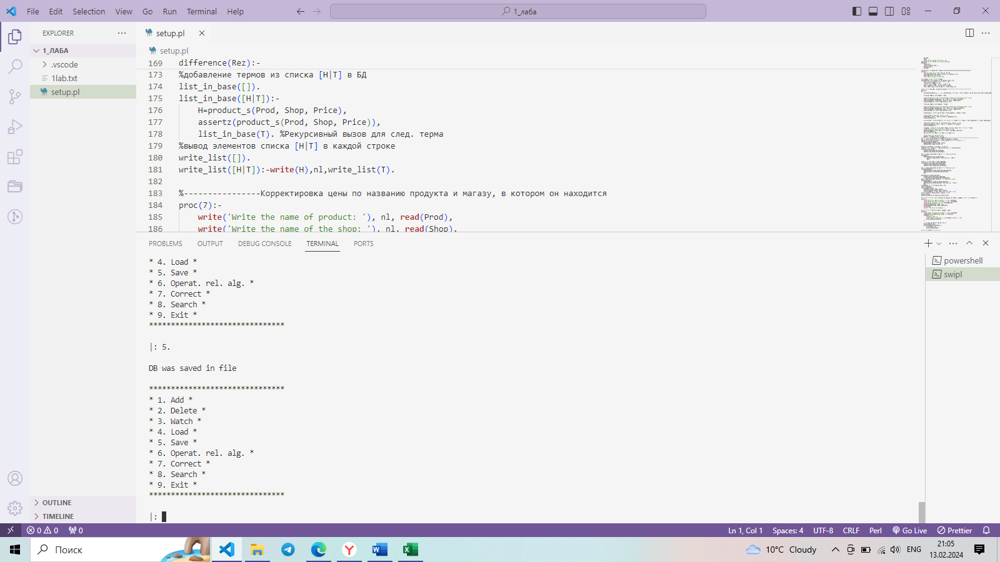 File Edit Selection View Go Run Terminal Help
1_лаба
EXPLORER
1_ЛАБА
.vscode
1lab.txt
setup.pl
OUTLINE
TIMELINE
setup.pl
setup.pl
169 difference(Rez):-
173 %добавление термов из списка [H|T] в БД
174 list_in_base([]).
175 list_in_base([H|T]):-
176 H=product_s(Prod, Shop, Price),
177 assertz(product_s(Prod, Shop, Price)),
178 list_in_base(T). %Рекурсивный вызов для след. терма
179 %вывод элементов списка [H|T] в каждой строке
180 write_list([]).
181 write_list([H|T]):-write(H),nl,write_list(T).
182
183 %----------------Корректировка цены по названию продукта и магазу, в котором он находится
184 proc(7):-
185 write('Write the name of product: '), nl, read(Prod),
186 write('Write the name of the shop: '), nl, read(Shop),
PROBLEMS OUTPUT DEBUG CONSOLE TERMINAL PORTS
* 4. Load *
* 5. Save *
* 6. Operat. rel. alg. *
* 7. Correct *
* 8. Search *
* 9. Exit *
*******************************
|: 5.
DB was saved in file
*******************************
* 1. Add *
* 2. Delete *
* 3. Watch *
* 4. Load *
* 5. Save *
* 6. Operat. rel. alg. *
* 7. Correct *
* 8. Search *
* 9. Exit *
*******************************
|:
powershell
swipl
0 0 0 Ln 1, Col 1 Spaces: 4 UTF-8 CRLF Perl Go Live Prettier
Поиск
10°C Cloudy
ENG
21:05
13.02.2024